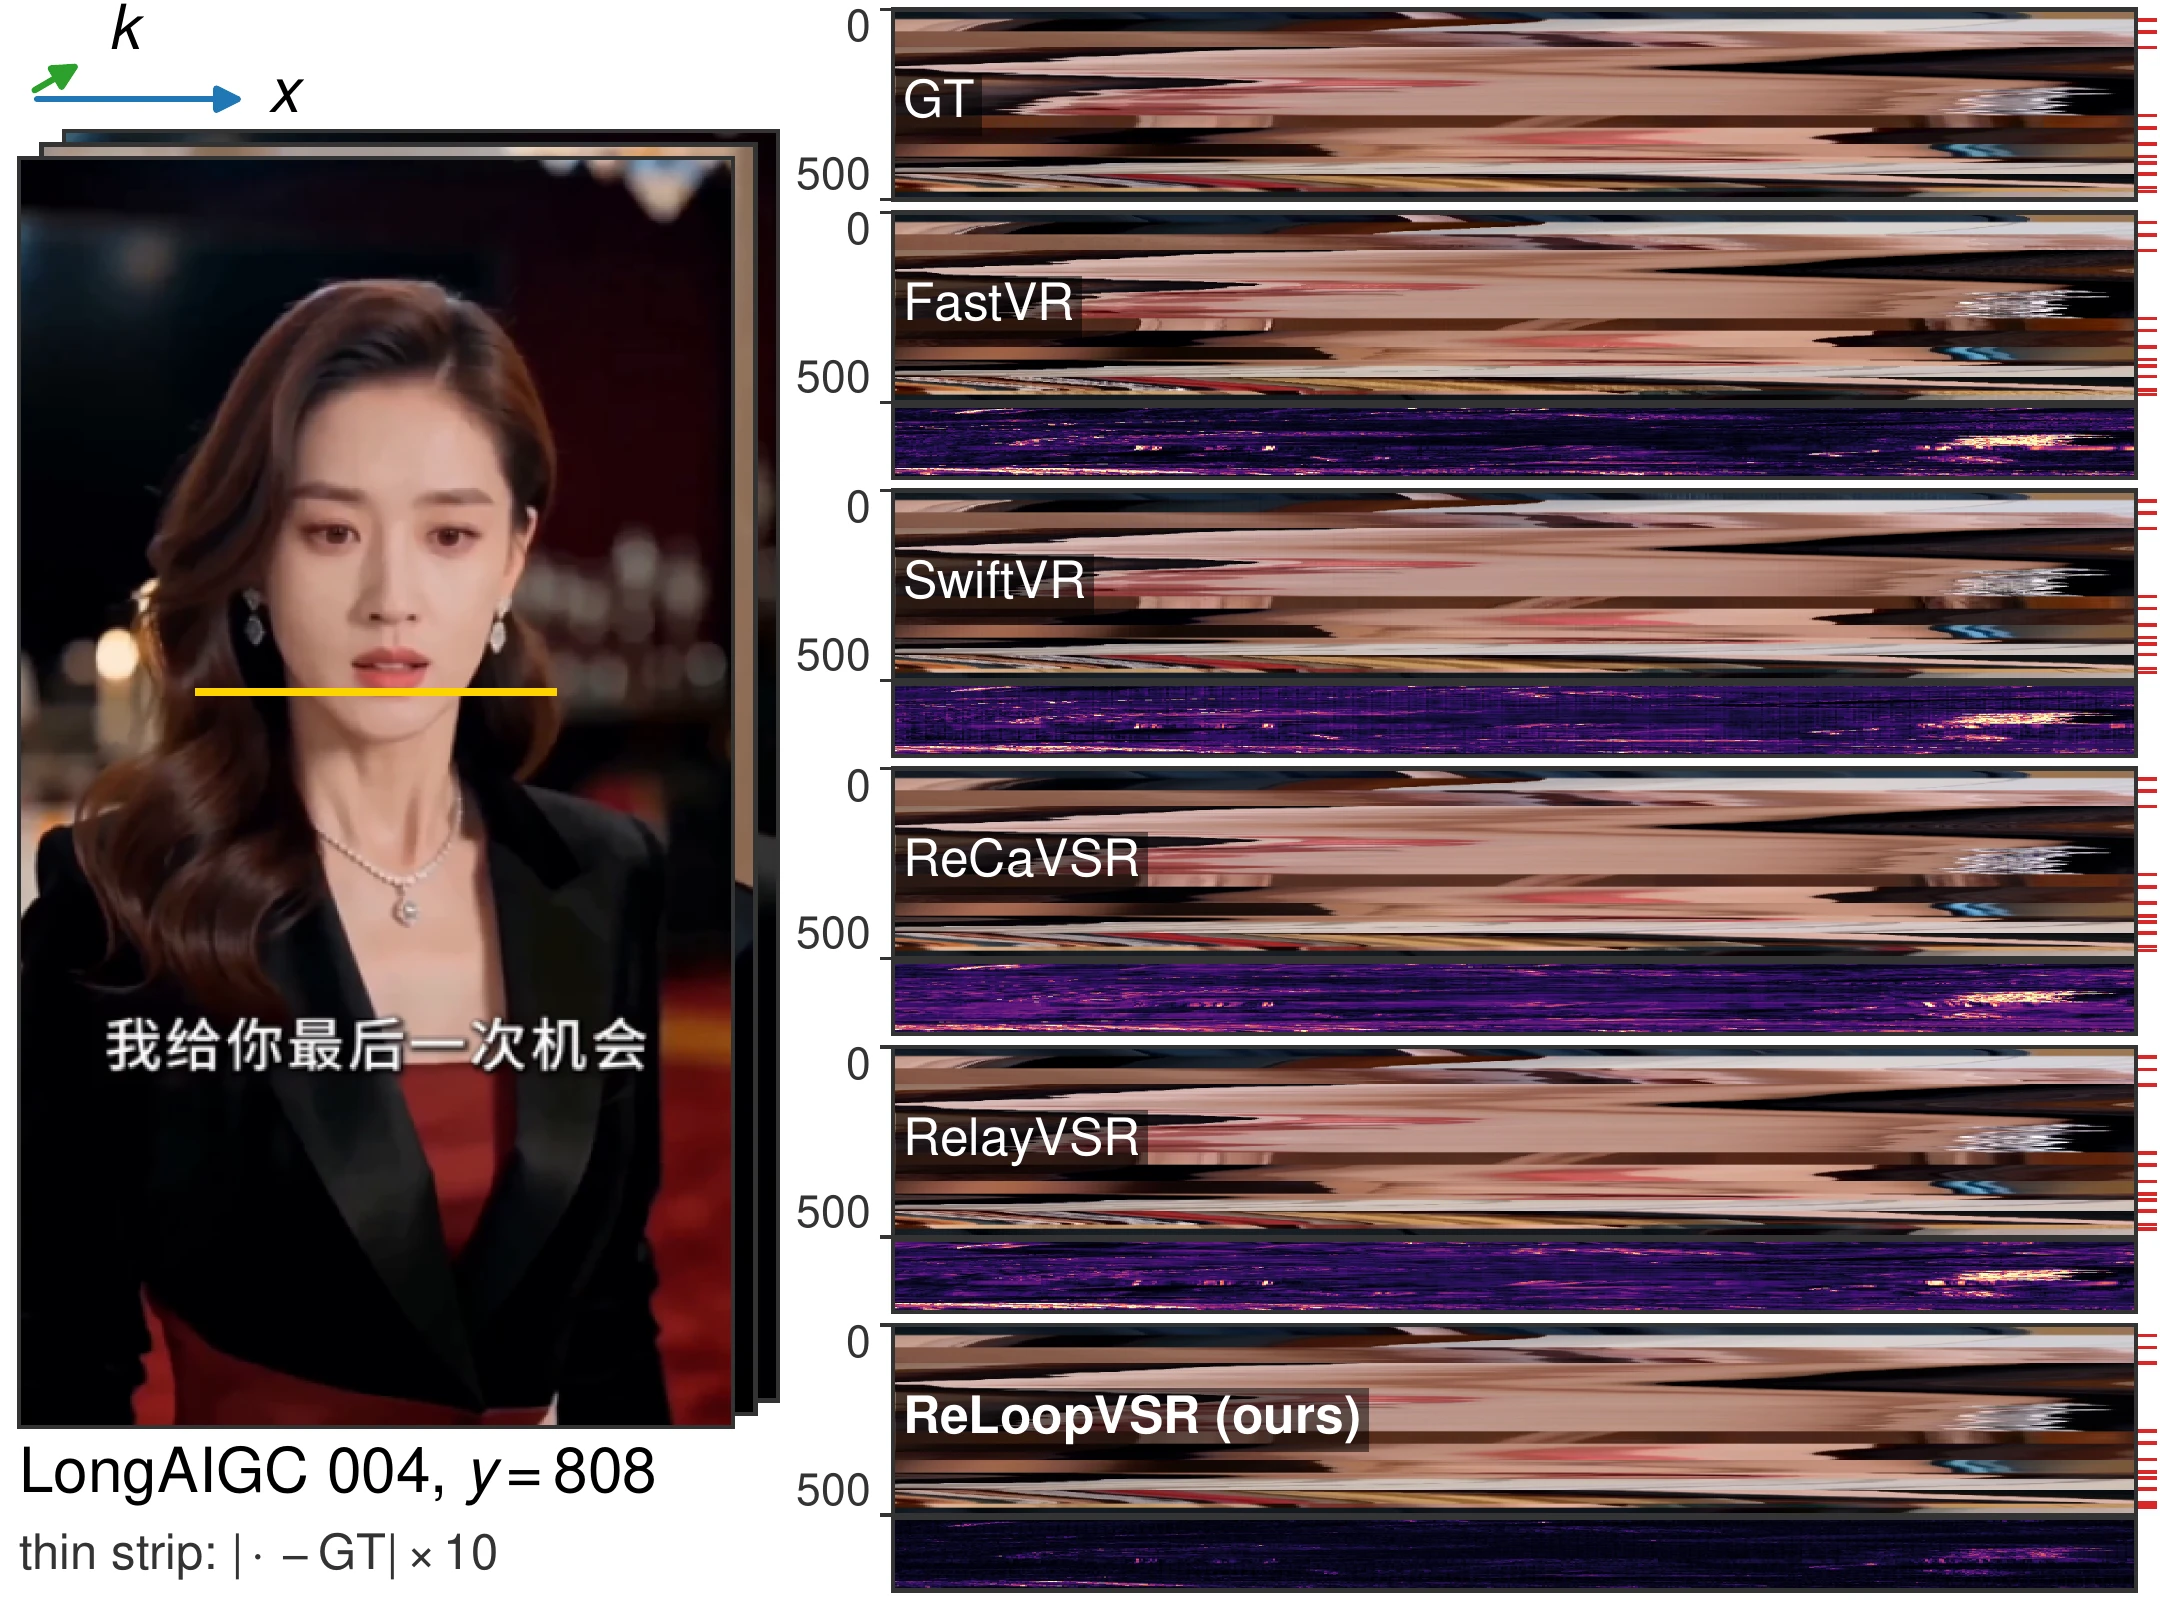 k
x
我给你最后一次机会
LongAIGC 004, y = 808
thin strip: | · − GT| × 10
0
GT
500
0
FastVR
500
0
SwiftVR
500
0
ReCaVSR
500
0
RelayVSR
500
0
ReLoopVSR (ours)
500